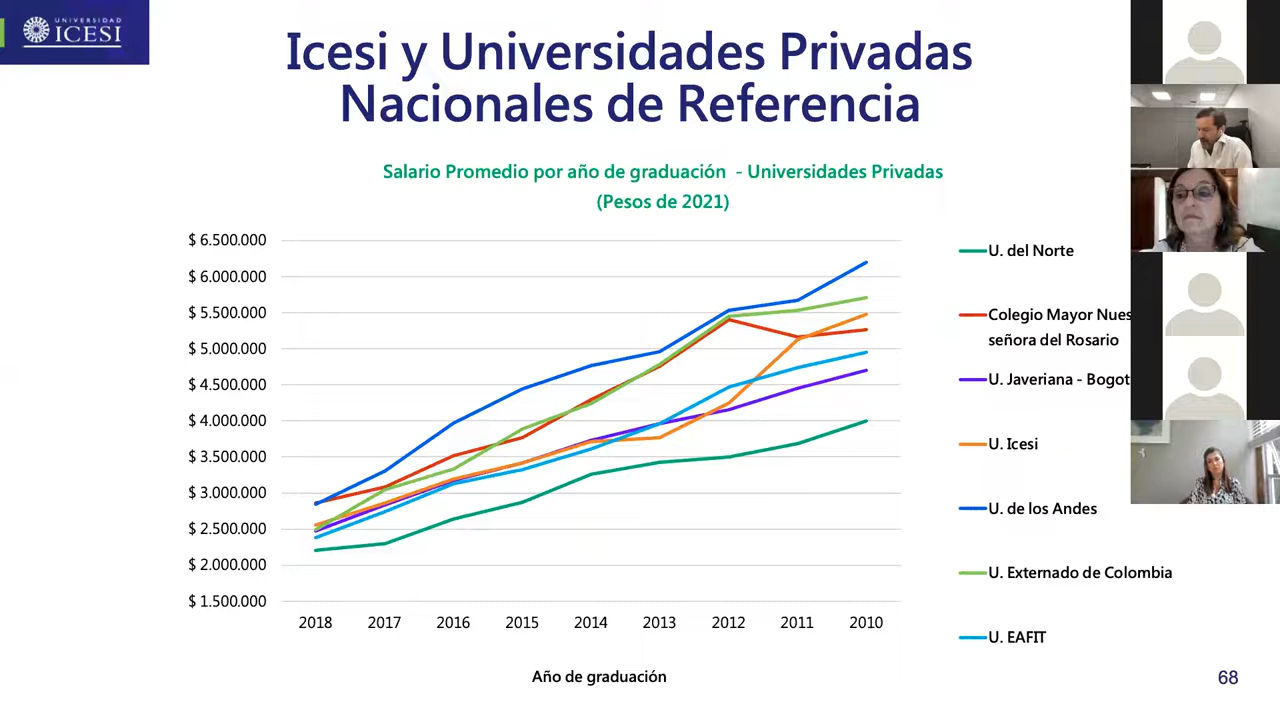 UNIVERSIDAD
ICESI
Icesi y Universidades Privadas
Nacionales de Referencia
Salario Promedio por año de graduación - Universidades Privadas
(Pesos de 2021)
$ 6.500.000
$ 6.000.000
$ 5.500.000
$ 5.000.000
$ 4.500.000
$ 4.000.000
$ 3.500.000
$ 3.000.000
$ 2.500.000
$ 2.000.000
$ 1.500.000
2018 2017 2016 2015 2014 2013 2012 2011 2010
Año de graduación
U. del Norte
Colegio Mayor Nues
señora del Rosario
U. Javeriana - Bogot
U. Icesi
U. de los Andes
U. Externado de Colombia
U. EAFIT
68